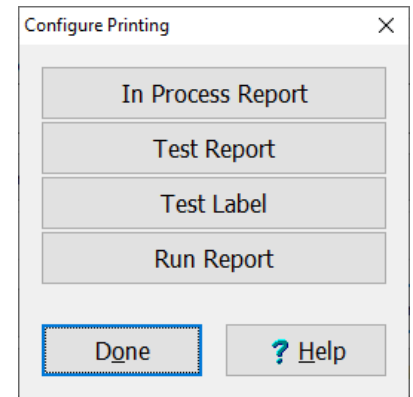 Configure Printing
In Process Report
Test Report
Test Label
Run Report
Done
? Help